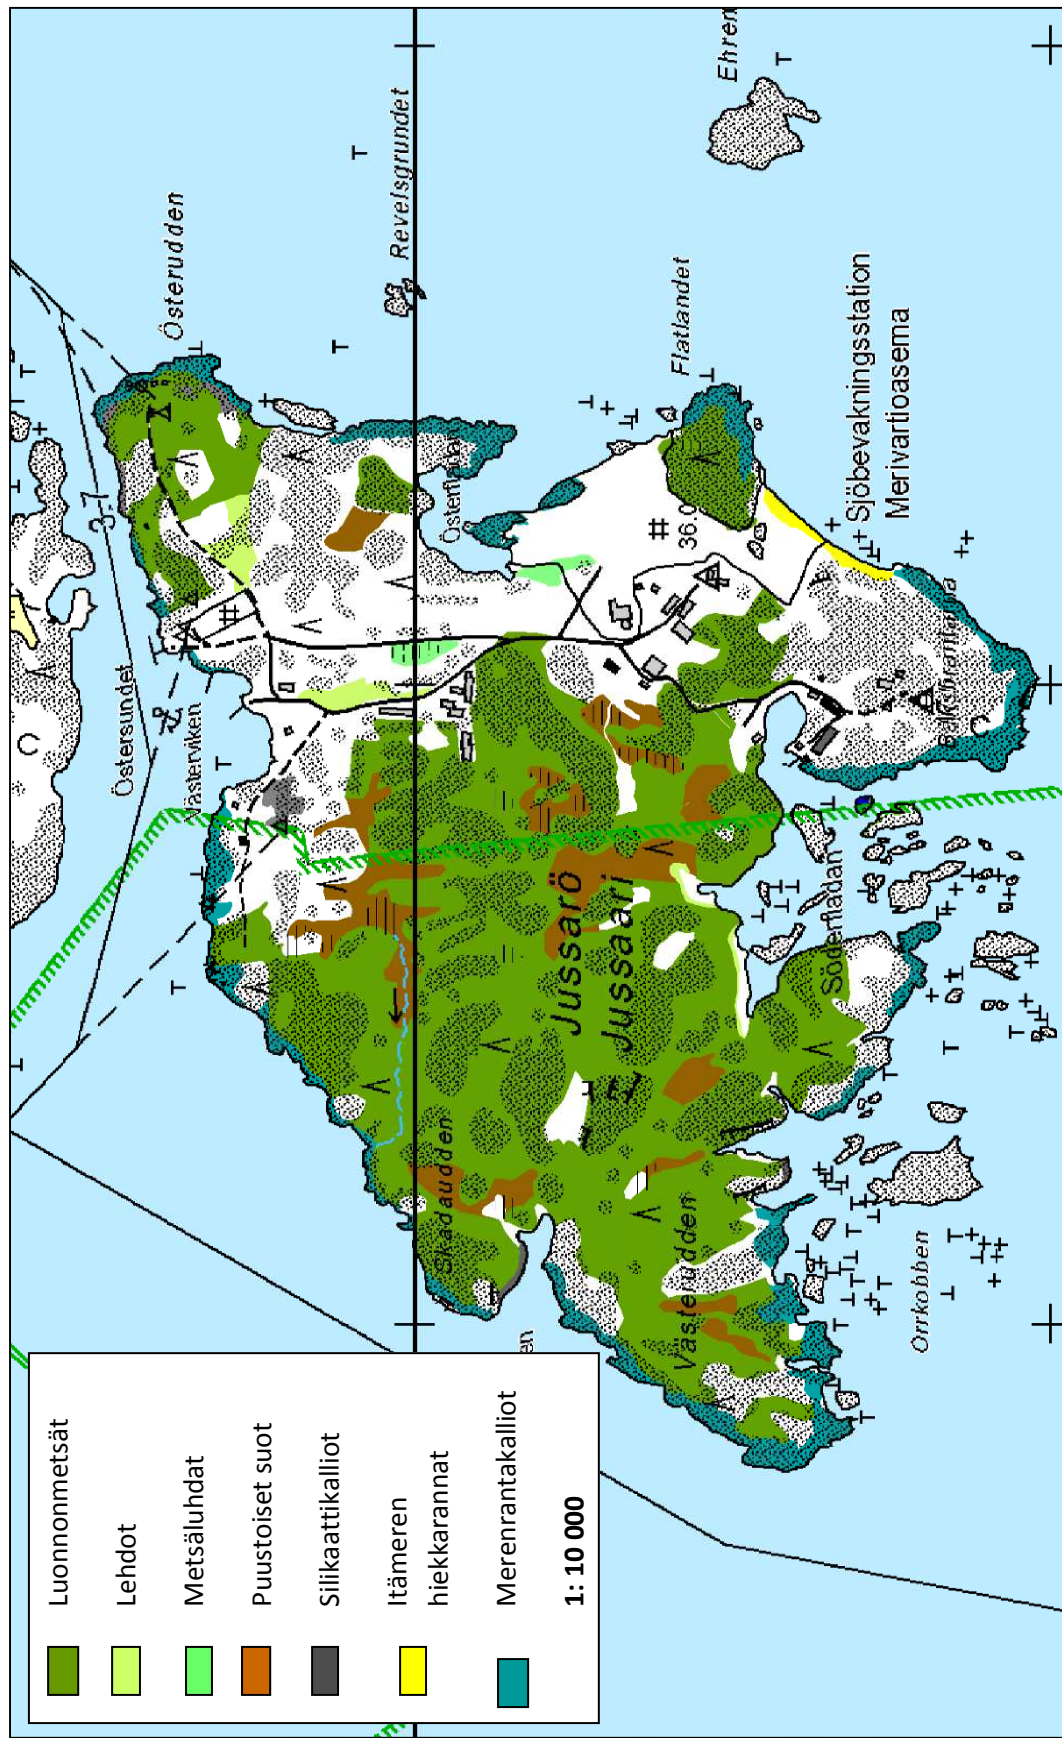 Luonnonmetsät
Lehdot
Metsäluhdat
Puustoiset suot
Silikaattikalliot
Itämeren
hiekkarannat
Merenrantakalliot
1: 10 000
Östersundet
3.7
Västerviken
Österudden
Revelsgrundet
Ehren
Flatlandet
36.0
Sjöbevakningsstation
Merivartioasema
Jussarö
Jussaari
Skadaudden
Västerudden
Söderfladan
Orrkobben
en